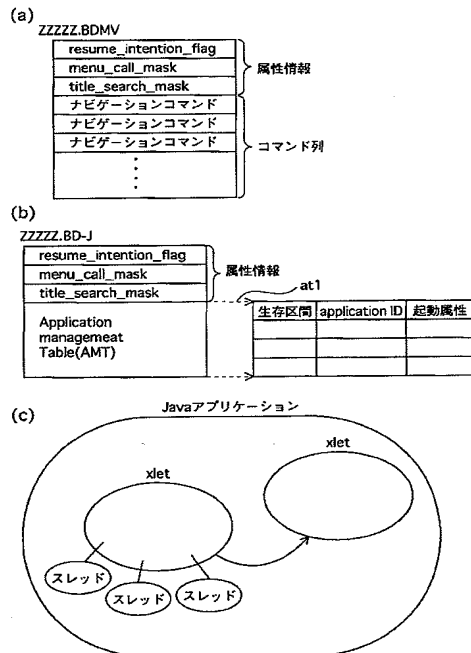 (a)
ZZZZZ.BDMV
resume_intention_flag
menu_call_mask
title_search_mask
属性情報
ナビゲーションコマンド
ナビゲーションコマンド
ナビゲーションコマンド
コマンド列
(b)
ZZZZZ.BD-J
resume_intention_flag
menu_call_mask
title_search_mask
属性情報
at1
Application
managemeat
Table(AMT)
生存区間 application ID 起動属性
(c)
Javaアプリケーション
xlet
xlet
スレッド
スレッド
スレッド